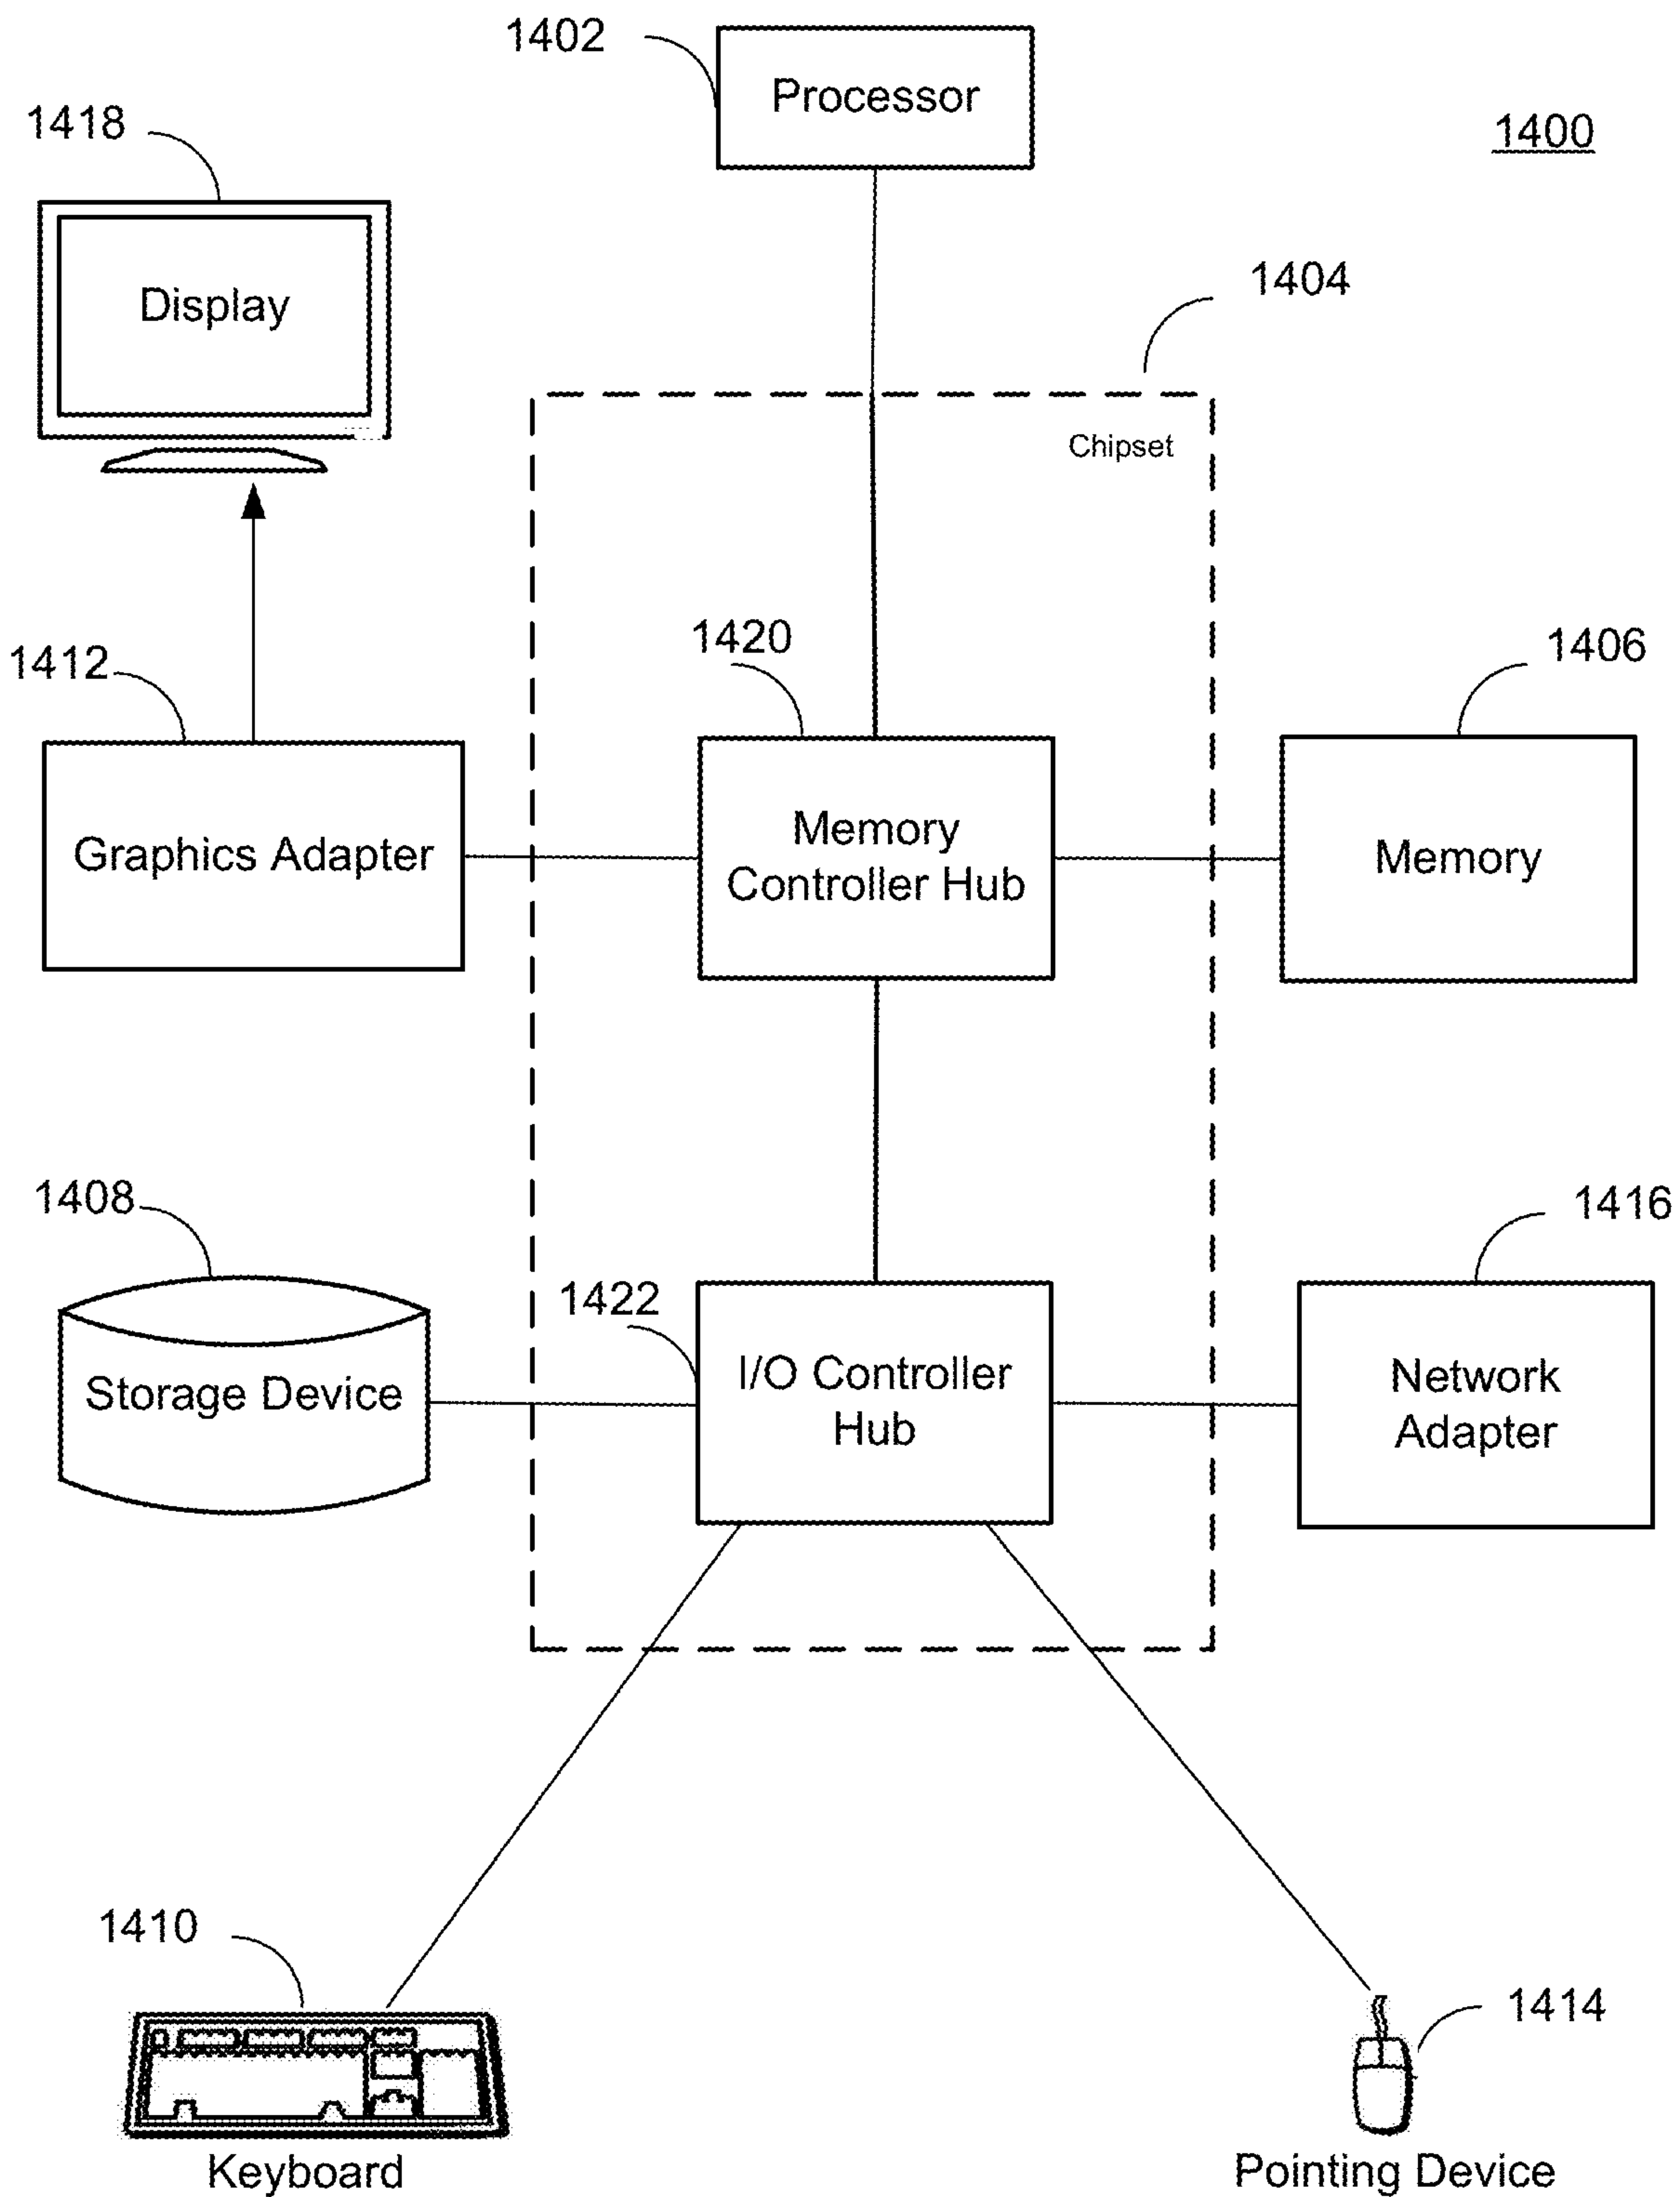 1402
Processor
1400
1418
Display
1404
Chipset
1420
1406
1412
Memory
Controller Hub
Graphics Adapter
Memory
1408
1416
1422
I/O Controller
Hub
Storage Device
Network
Adapter
1410
1414
Keyboard
Pointing Device